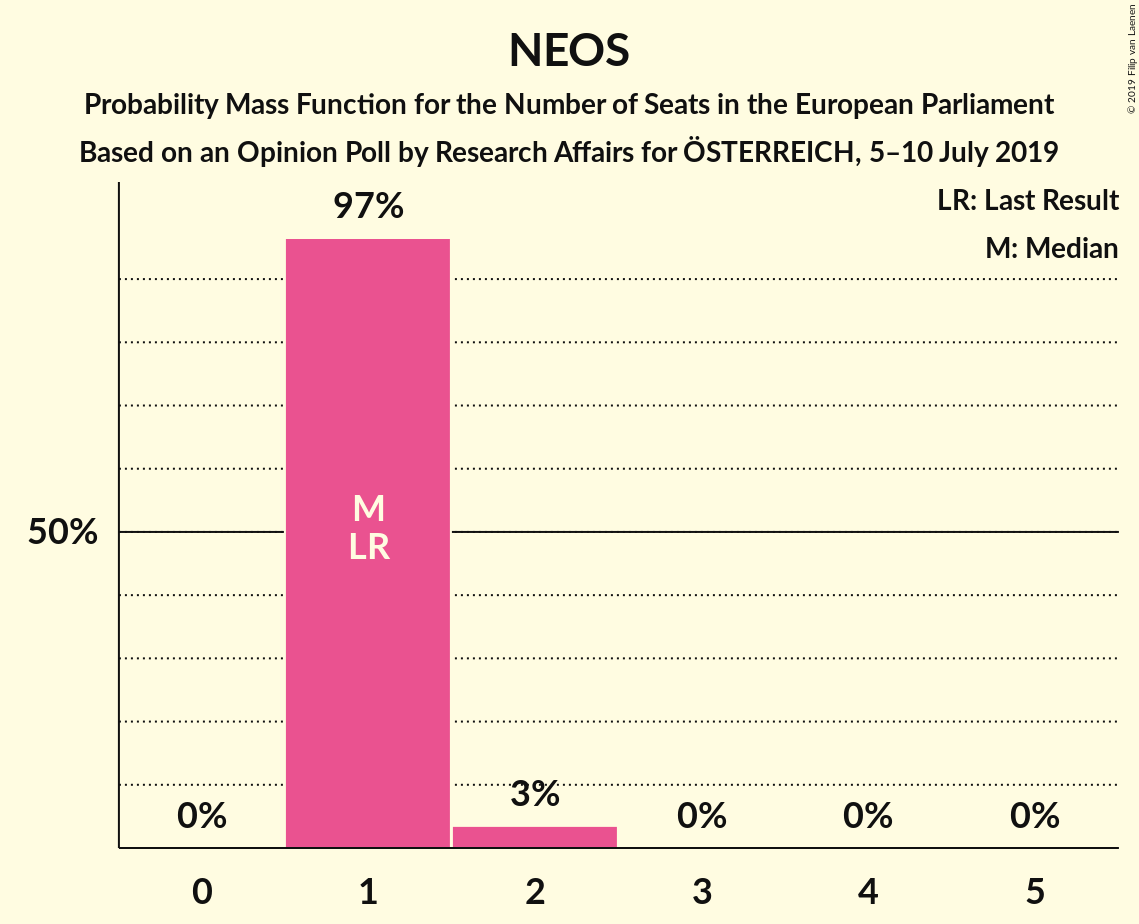 NEOS
Probability Mass Function for the Number of Seats in the European Parliament
Based on an Opinion Poll by Research Affairs for ÖSTERREICH, 5–10 July 2019
© 2019 Filip van Laenen
LR: Last Result
M: Median
97%
M
LR
50%
3%
0%
0%
0%
0%
0
1
2
3
4
5